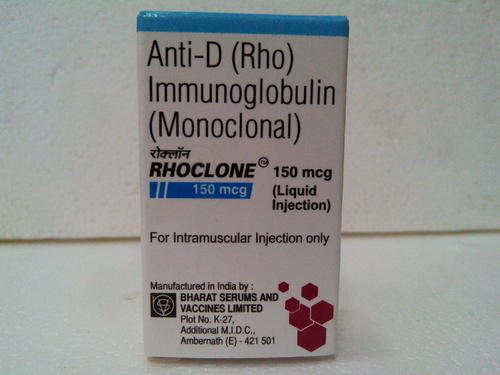 Anti-D (Rho)
Immunoglobulin
(Monoclonal)
रोक्लॉन
RHOCLONE™ 150 mcg
150 mcg (Liquid
Injection)
For Intramuscular Injection only
Manufactured in India by :
BHARAT SERUMS AND
VACCINES LIMITED
Plot No. K-27,
Additional M.I.D.C.,
Ambernath (E) - 421 501